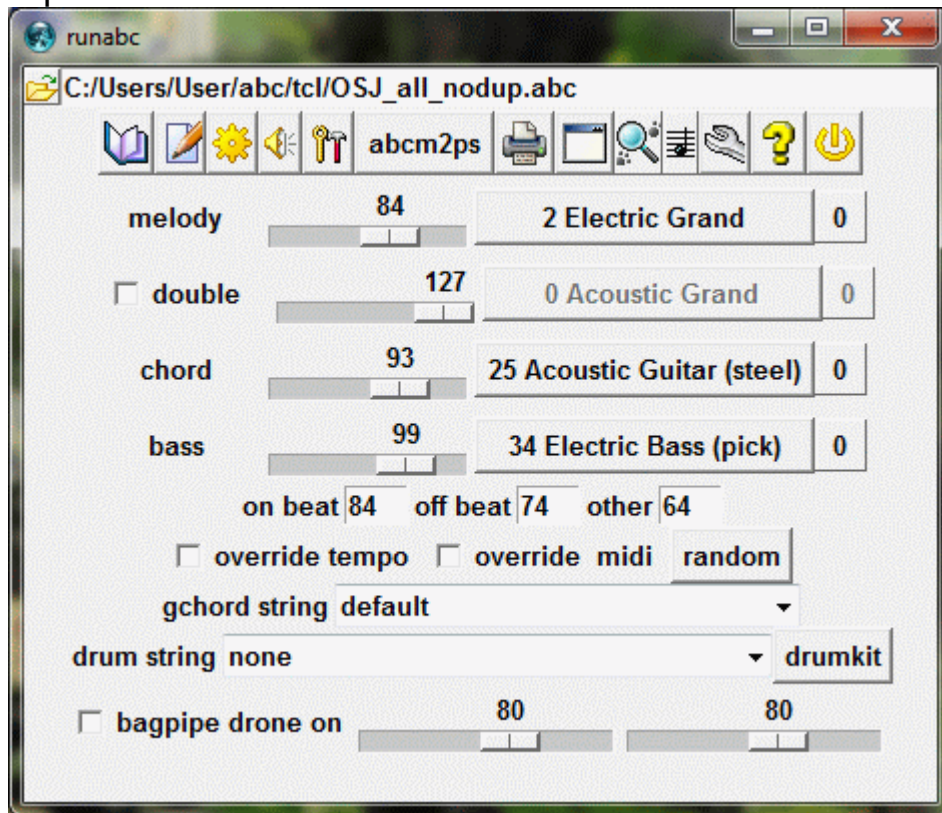 runabc
C:/Users/User/abc/tcl/OSJ_all_nodup.abc
abcm2ps
melody 84 2 Electric Grand 0
double 127 0 Acoustic Grand 0
chord 93 25 Acoustic Guitar (steel) 0
bass 99 34 Electric Bass (pick) 0
on beat 84 off beat 74 other 64
override tempo override midi random
gchord string default
drum string none drumkit
bagpipe drone on 80 80